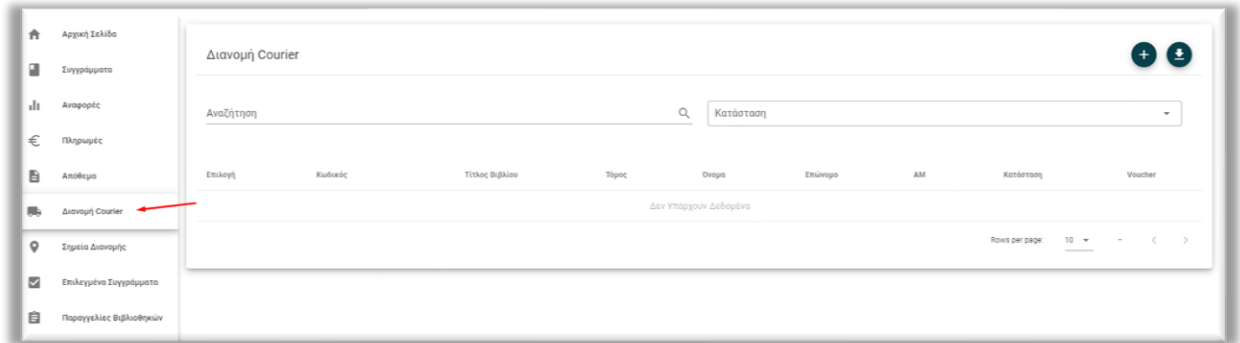 Αρχική Σελίδα
Συγγράμματα
Αναφορές
Πληρωμές
Απόθεμα
Διανομή Courier
Σημεία Διανομής
Επιλεγμένα Συγγράμματα
Παραγγελίες Βιβλιοθηκών
Διανομή Courier
Αναζήτηση
Κατάσταση
Επιλογή Κωδικός Τίτλος Βιβλίου Τόμος Όνομα Επώνυμο ΑΜ Κατάσταση Voucher
Δεν Υπάρχουν Δεδομένα
Rows per page: 10 –